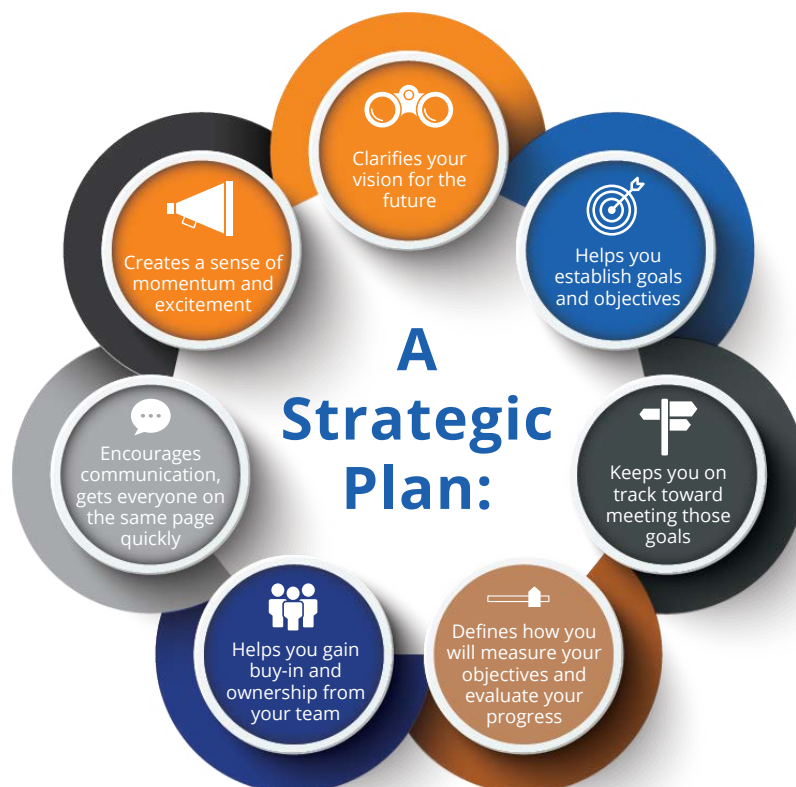 A
Strategic
Plan:
Clarifies your
vision for the
future
Helps you
establish goals
and objectives
Keeps you on
track toward
meeting those
goals
Defines how you
will measure your
objectives and
evaluate your
progress
Helps you gain
buy-in and
ownership from
your team
Encourages
communication,
gets everyone on
the same page
quickly
Creates a sense of
momentum and
excitement